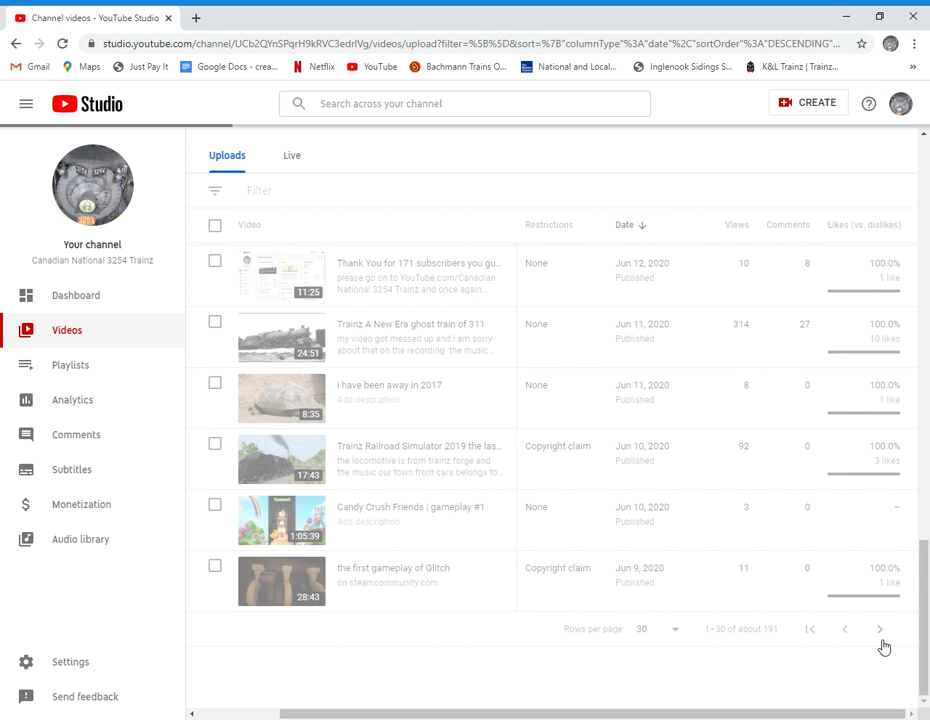 Channel videos - YouTube Studio
studio.youtube.com/channel/UCb2QYnSPqrH9kRVC3edrIVg/videos/upload?filter=%5B%5D&sort=%7B"columnType"%3A"date"%2C"sortOrder"%3A"DESCENDING"...
Gmail Maps Just Pay It Google Docs - crea... Netflix YouTube Bachmann Trains O... National and Local... Inglenook Sidings S... K&L Trainz | Trainz... »
Studio Search across your channel CREATE
Uploads Live
Filter
Video Restrictions Date Views Comments Likes (vs. dislikes)
Your channel
Canadian National 3254 Trainz
Dashboard
Videos
Playlists
Analytics
Comments
Subtitles
Monetization
Audio library
Settings
Send feedback
Thank You for 171 subscribers you gu... None Jun 12, 2020 10 8 100.0%
please go on to YouTube.com/Canadian Published 1 like
National 3254 Trainz and once again...
11:25
Trainz A New Era ghost train of 311 None Jun 11, 2020 314 27 100.0%
my video got messed up and i am sorry Published 10 likes
about that on the recording. the music...
24:51
i have been away in 2017 None Jun 11, 2020 8 0 100.0%
Add description Published 1 like
8:35
Trainz Railroad Simulator 2019 the las... Copyright claim Jun 10, 2020 92 0 100.0%
the locomotive is from trainz forge and Published 3 likes
the music our town from cars belongs to...
17:43
Candy Crush Friends | gameplay #1 None Jun 10, 2020 3 0 –
Add description Published
1:05:39
the first gameplay of Glitch Copyright claim Jun 9, 2020 11 0 100.0%
on steamcommunity.com Published 1 like
28:43
Rows per page: 30 1–30 of about 191